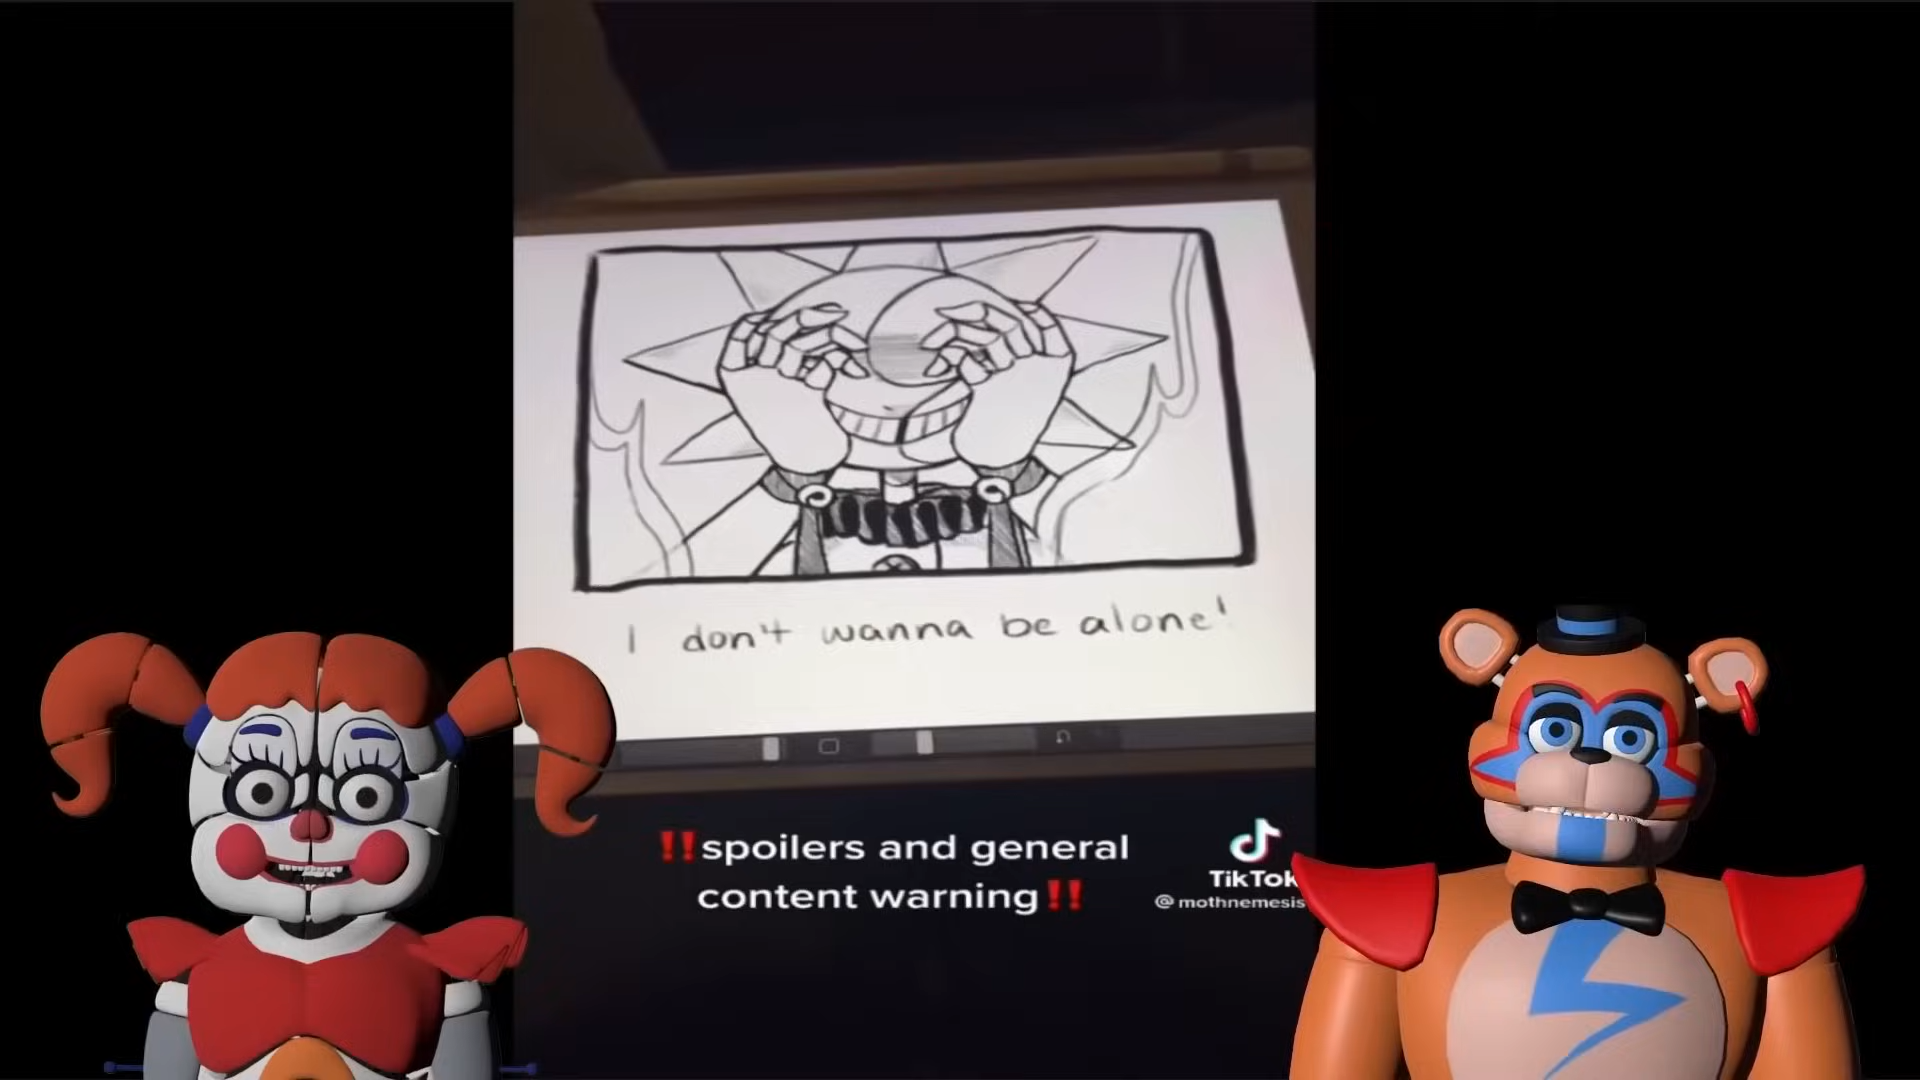 I don't wanna be alone!
‼️spoilers and general
content warning‼️
TikTok
@mothnemesis